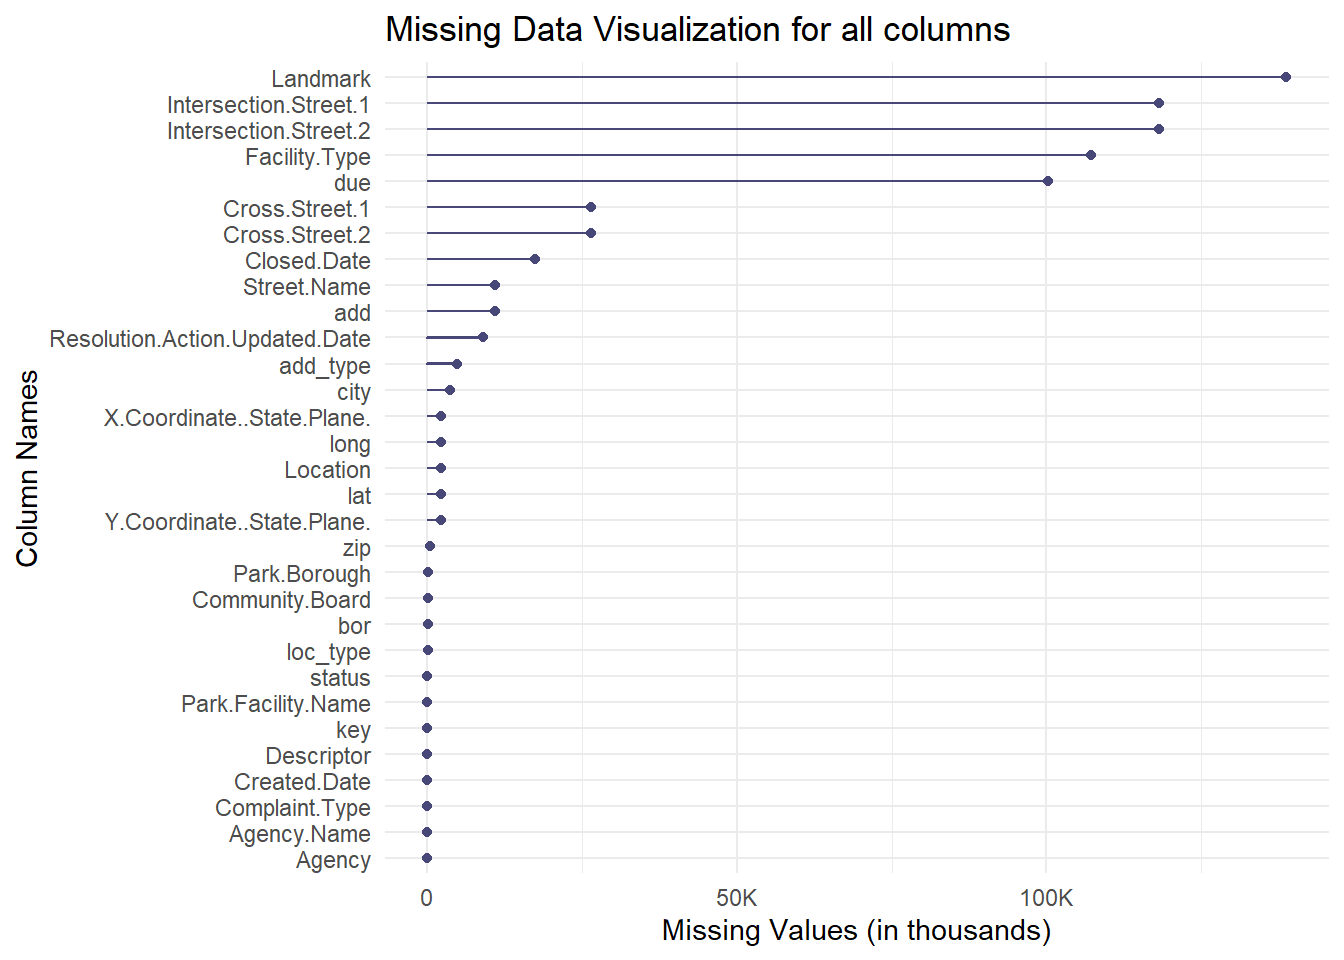 Missing Data Visualization for all columns
Landmark
Intersection.Street.1
Intersection.Street.2
Facility.Type
due
Cross.Street.1
Cross.Street.2
Closed.Date
Street.Name
add
Resolution.Action.Updated.Date
add_type
city
X.Coordinate..State.Plane.
long
Location
lat
Y.Coordinate..State.Plane.
zip
Park.Borough
Community.Board
bor
loc_type
status
Park.Facility.Name
key
Descriptor
Created.Date
Complaint.Type
Agency.Name
Agency
Column Names
0 50K 100K
Missing Values (in thousands)